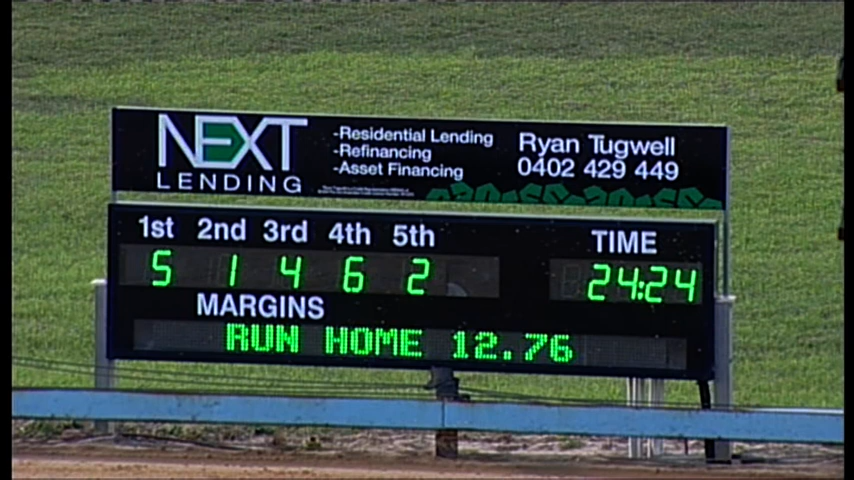 NEXT
LENDING
-Residential Lending
-Refinancing
-Asset Financing
Ryan Tugwell
0402 429 449
1st 2nd 3rd 4th 5th TIME
5 1 4 6 2 24:24
MARGINS
RUN HOME 12.76